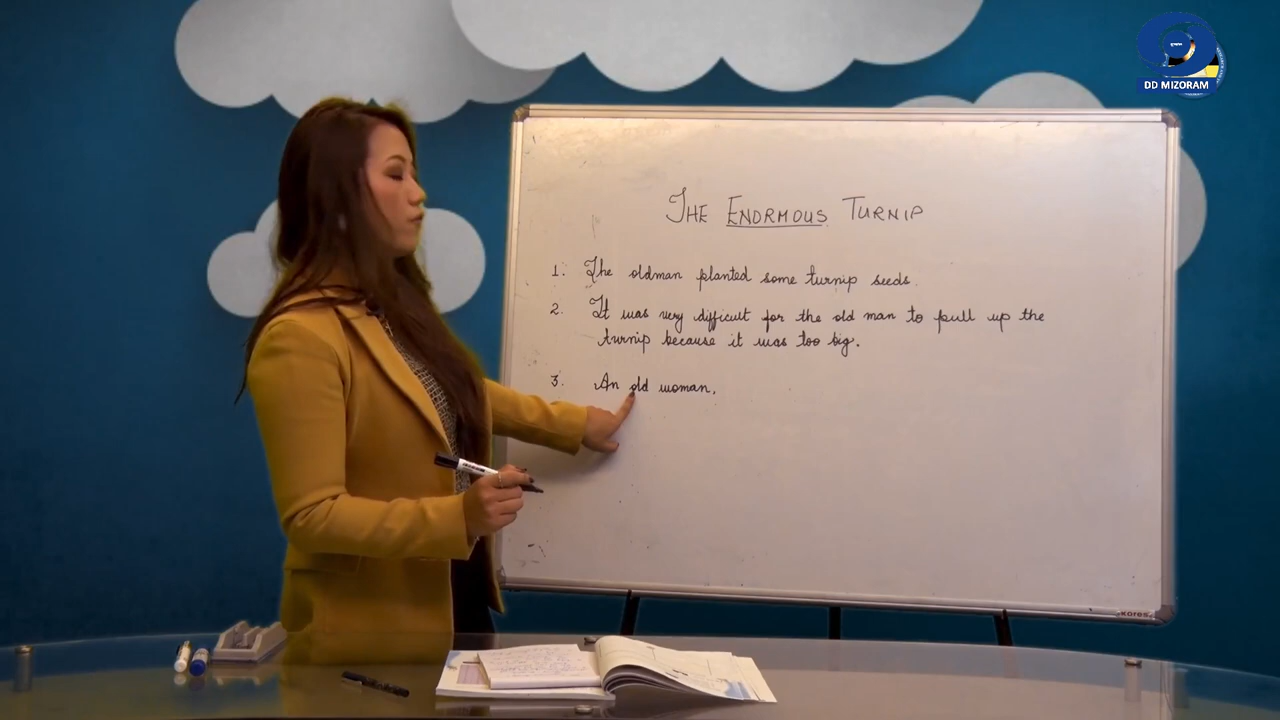 DD MIZORAM
THE ENORMOUS TURNIP
1. The oldman planted some turnip seeds.
2. It was very difficult for the old man to pull up the
turnip because it was too big.
3. An old woman.
kores